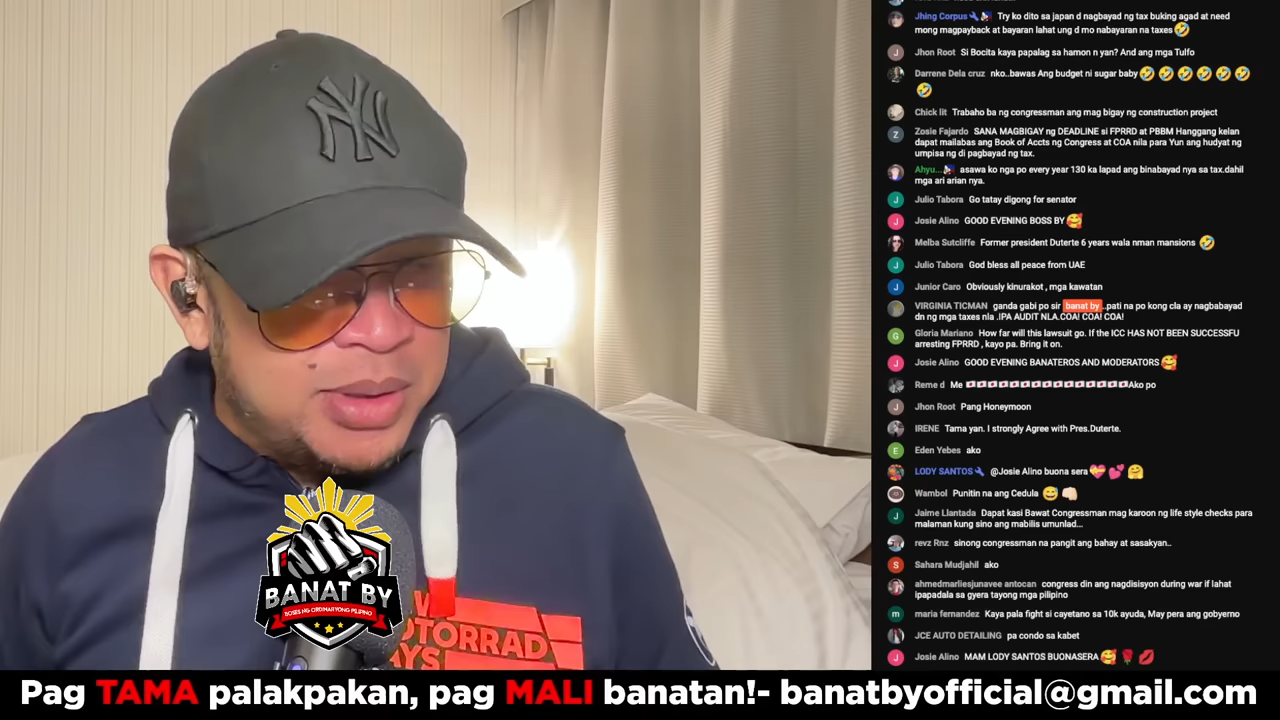 Jhing Corpus Try ko dito sa japan d nagbayad ng tax buking agad at need
mong magpayback at bayaran lahat ung d mo nabayaran na taxes
Jhon Root Si Bocita kaya papalag sa hamon n yan? And ang mga Tulfo
Darrene Dela cruz nko..bawas Ang budget ni sugar baby
Chick lit Trabaho ba ng congressman ang mag bigay ng construction project
Zosie Fajardo SANA MAGBIGAY ng DEADLINE si FPRRD at PBBM Hanggang kelan
dapat mailabas ang Book of Accts ng Congress at COA nila para Yun ang hudyat ng
umpisa ng di pagbayad ng tax.
Ahyu... asawa ko nga po every year 130 ka lapad ang binabayad nya sa tax.dahil
mga ari arian nya.
Julio Tabora Go tatay digong for senator
Josie Alino GOOD EVENING BOSS BY
Melba Sutcliffe Former president Duterte 6 years wala nman mansions
Julio Tabora God bless all peace from UAE
Junior Caro Obviously kinurakot , mga kawatan
VIRGINIA TICMAN ganda gabi po sir banat by ..pati na po kong cla ay nagbabayad
dn ng mga taxes nla .IPA AUDIT NLA.COA! COA! COA!
Gloria Mariano How far will this lawsuit go. If the ICC HAS NOT BEEN SUCCESSFU
arresting FPRRD , kayo pa. Bring it on.
Josie Alino GOOD EVENING BANATEROS AND MODERATORS
Reme d Me Ako po
Jhon Root Pang Honeymoon
IRENE Tama yan. I strongly Agree with Pres.Duterte.
Eden Yebes ako
LODY SANTOS @Josie Alino buona sera
Wambol Punitin na ang Cedula
Jaime Llantada Dapat kasi Bawat Congressman mag karoon ng life style checks para
malaman kung sino ang mabilis umunlad...
revz Rnz sinong congressman na pangit ang bahay at sasakyan..
Sahara Mudjahil ako
ahmedmarliesjunavee antocan congress din ang nagdisisyon during war if lahat
ipapadala sa gyera tayong mga pilipino
maria fernandez Kaya pala fight si cayetano sa 10k ayuda, May pera ang gobyerno
JCE AUTO DETAILING pa condo sa kabet
Josie Alino MAM LODY SANTOS BUONASERA
NY
BANAT BY
BOSES NG ORDINARYONG PILIPINO
OTORRAD
AYS
Pag TAMA palakpakan, pag MALI banatan!- banatbyofficial@gmail.com